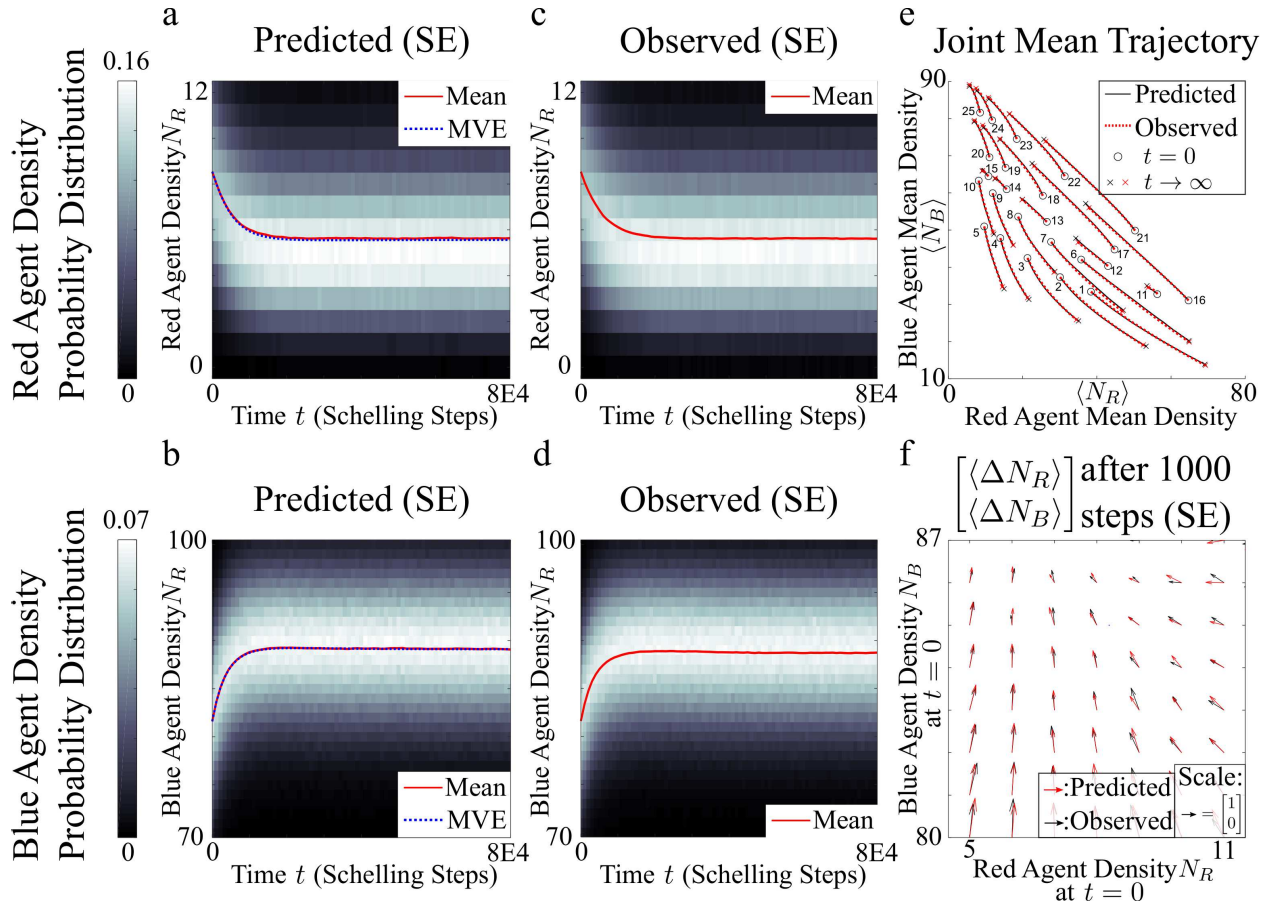 a
Predicted (SE)
0.16
0
Red Agent Density
Probability Distribution
12
0
Red Agent Density N_R
Mean
MVE
0
8E4
Time t (Schelling Steps)
c
Observed (SE)
12
0
Red Agent Density N_R
Mean
0
8E4
Time t (Schelling Steps)
e
Joint Mean Trajectory
90
10
Blue Agent Mean Density
⟨N_B⟩
Predicted
Observed
t = 0
t → ∞
25
24
23
22
20
19
18
15
14
10
9
13
8
5
4
7
21
17
3
6
12
2
1
11
16
0
80
⟨N_R⟩
Red Agent Mean Density
b
Predicted (SE)
0.07
0
Blue Agent Density
Probability Distribution
100
70
Blue Agent Density N_R
Mean
MVE
0
8E4
Time t (Schelling Steps)
d
Observed (SE)
100
70
Blue Agent Density N_R
Mean
0
8E4
Time t (Schelling Steps)
f
[⟨ΔN_R⟩ ⟨ΔN_B⟩] after 1000
steps (SE)
87
80
Blue Agent Density N_B
at t = 0
:Predicted
:Observed
Scale:
→ = [1 0]
5
11
Red Agent Density N_R
at t = 0